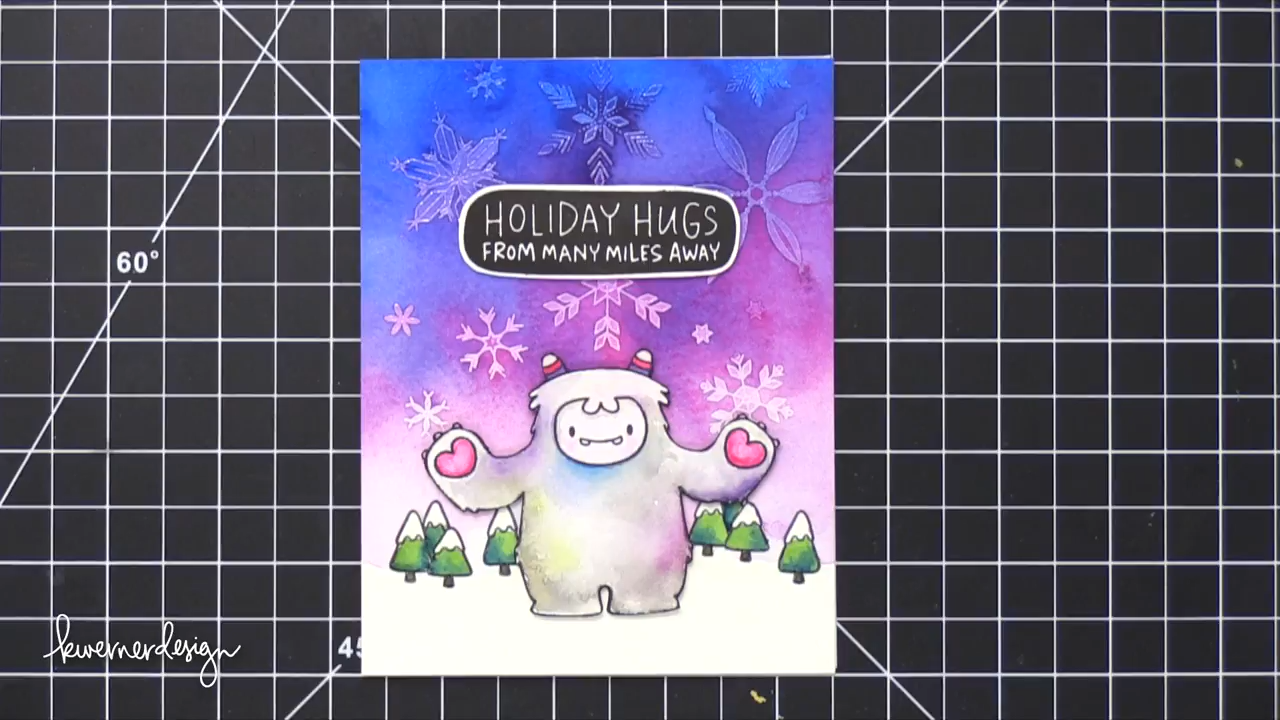 HOLIDAY HUGS
FROM MANY MILES AWAY
60°
45
kwernerdesign